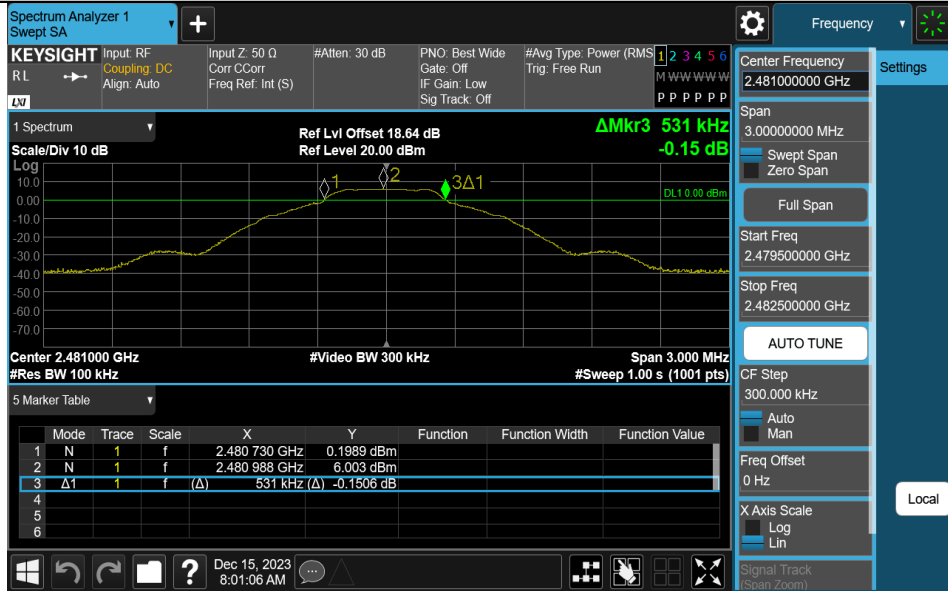 Spectrum Analyzer 1
Swept SA
Frequency
KEYSIGHT
RL
LXI
Input: RF
Coupling: DC
Align: Auto
Input Z: 50 Ω
Corr CCorr
Freq Ref: Int (S)
#Atten: 30 dB
PNO: Best Wide
Gate: Off
IF Gain: Low
Sig Track: Off
#Avg Type: Power (RMS
Trig: Free Run
1 2 3 4 5 6
M W W W W W
P P P P P P
1 Spectrum
Scale/Div 10 dB
Ref Lvl Offset 18.64 dB
Ref Level 20.00 dBm
ΔMkr3 531 kHz
-0.15 dB
Log
10.0
0.00
-10.0
-20.0
-30.0
-40.0
-50.0
-60.0
-70.0
1
2
3Δ1
DL1 0.00 dBm
Center 2.481000 GHz
#Video BW 300 kHz
Span 3.000 MHz
#Res BW 100 kHz
#Sweep 1.00 s (1001 pts)
5 Marker Table
Mode Trace Scale X Y Function Function Width Function Value
1 N 1 f 2.480 730 GHz 0.1989 dBm
2 N 1 f 2.480 988 GHz 6.003 dBm
3 Δ1 1 f (Δ) 531 kHz (Δ) -0.1506 dB
4
5
6
?
Dec 15, 2023
8:01:06 AM
Center Frequency
2.481000000 GHz
Span
3.00000000 MHz
Swept Span
Zero Span
Full Span
Start Freq
2.479500000 GHz
Stop Freq
2.482500000 GHz
AUTO TUNE
CF Step
300.000 kHz
Auto
Man
Freq Offset
0 Hz
X Axis Scale
Log
Lin
Signal Track
(Span Zoom)
Settings
Local